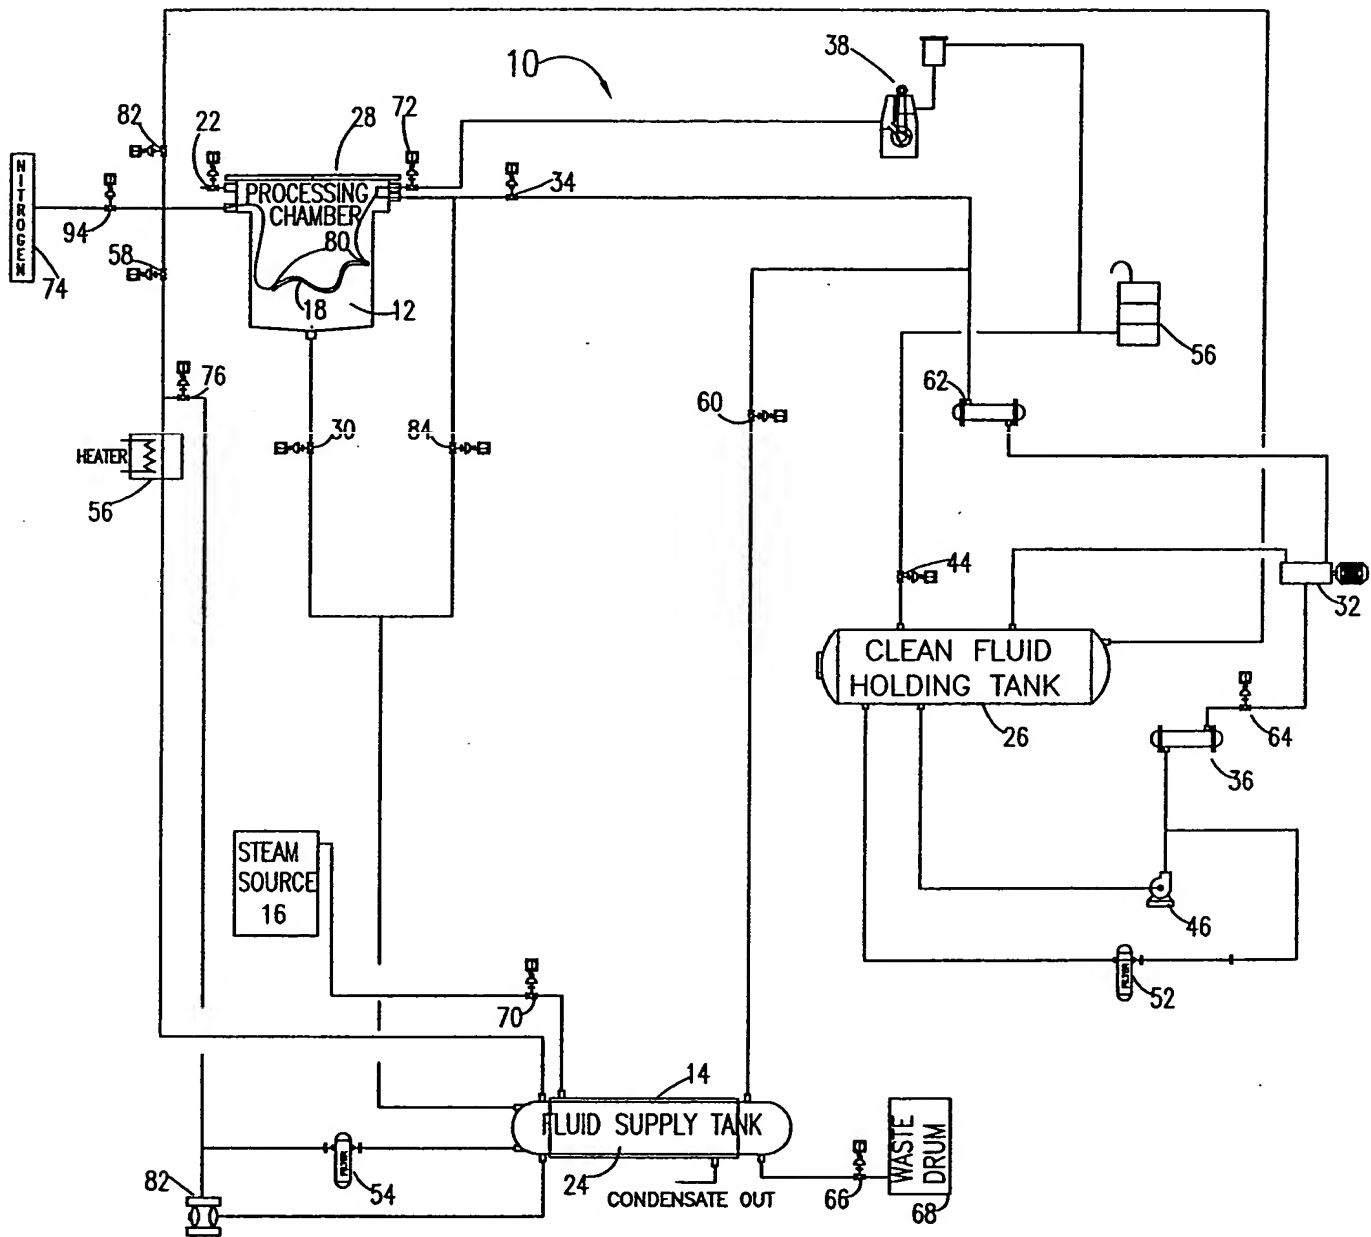 10
38
82
22
28
72
34
NITROGEN
94
74
58
PROCESSING
CHAMBER
80
18
12
56
76
62
60
30
84
HEATER
56
44
32
CLEAN FLUID
HOLDING TANK
26
64
36
STEAM
SOURCE
16
46
70
52
14
FLUID SUPPLY TANK
24
WASTE
DRUM
54
82
CONDENSATE OUT
66
68